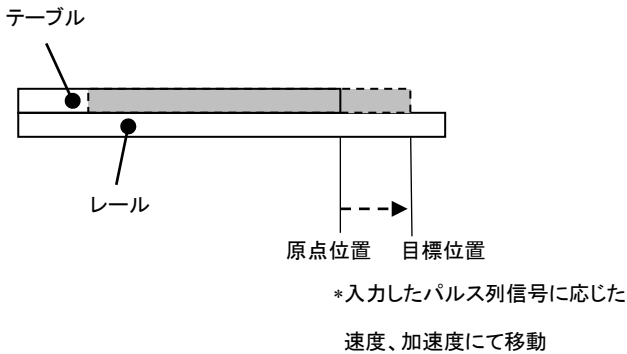 テーブル
レール
原点位置 目標位置
*入力したパルス列信号に応じた
速度、加速度にて移動